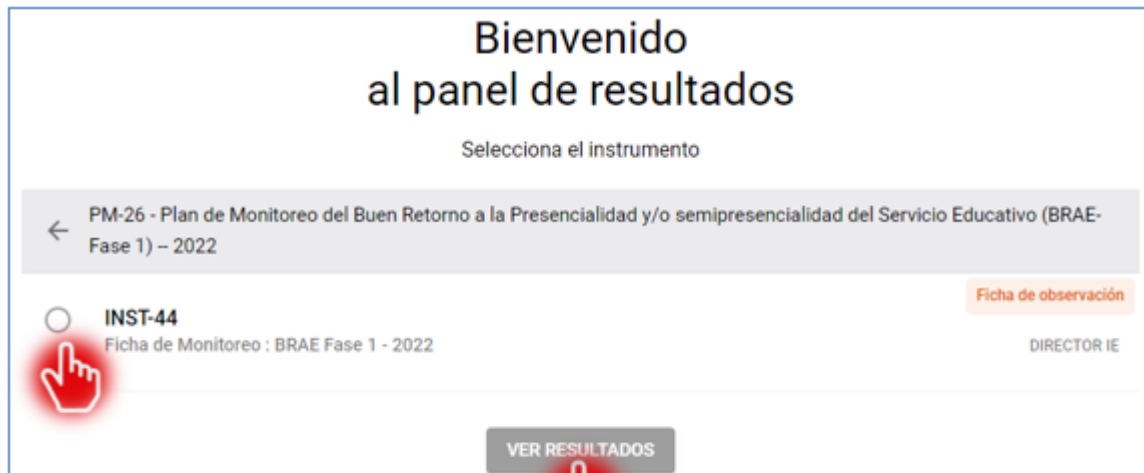 Bienvenido
al panel de resultados
Selecciona el instrumento
PM-26 - Plan de Monitoreo del Buen Retorno a la Presencialidad y/o semipresencialidad del Servicio Educativo (BRAE-
Fase 1) – 2022
Ficha de observación
INST-44
Ficha de Monitoreo : BRAE Fase 1 - 2022
DIRECTOR IE
VER RESULTADOS